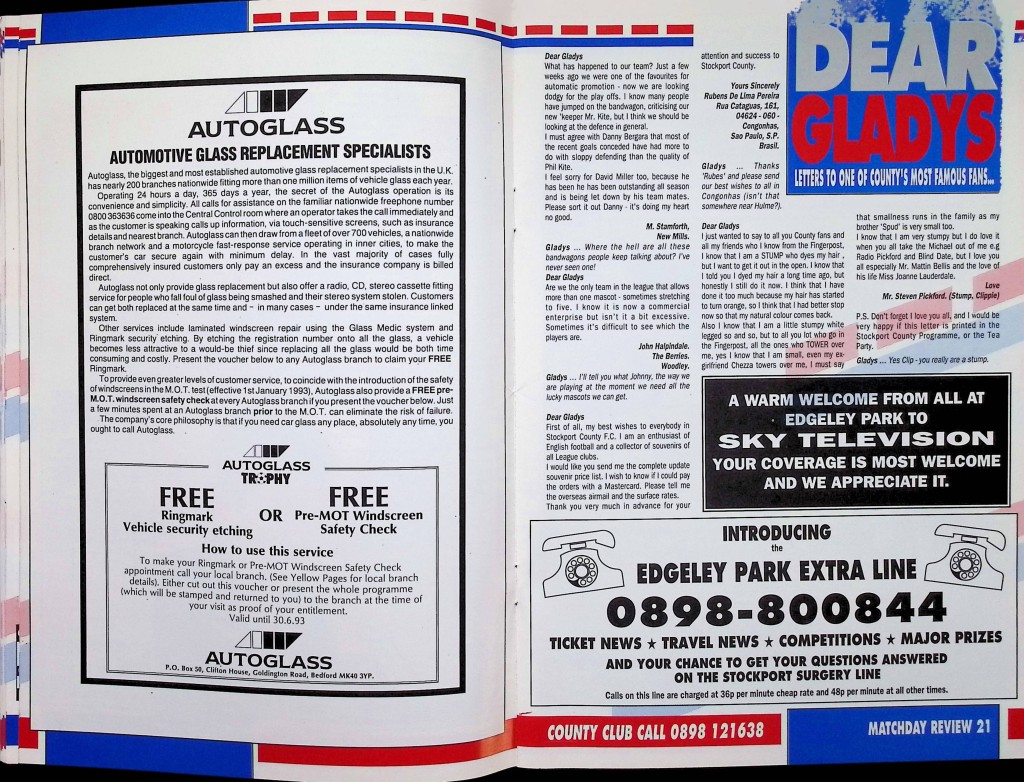 AUTOGLASS
AUTOMOTIVE GLASS REPLACEMENT SPECIALISTS
Autoglass, the biggest and most established automotive glass replacement specialists in the U.K.
has nearly 200 branches nationwide fitting more than one million items of vehicle glass each year.
Operating 24 hours a day, 365 days a year, the secret of the Autoglass operation is its
convenience and simplicity. All calls for assistance on the familiar nationwide freephone number
0800 363636 come into the Central Control room where an operator takes the call immediately and
as the customer is speaking calls up information, via touch-sensitive screens, such as insurance
details and nearest branch. Autoglass can then draw from a fleet of over 700 vehicles, a nationwide
branch network and a motorcycle fast-response service operating in inner cities, to make the
customer's car secure again with minimum delay. In the vast majority of cases fully
comprehensively insured customers only pay an excess and the insurance company is billed
direct.
Autoglass not only provide glass replacement but also offer a radio, CD, stereo cassette fitting
service for people who fall foul of glass being smashed and their stereo system stolen. Customers
can get both replaced at the same time and – in many cases – under the same insurance linked
system.
Other services include laminated windscreen repair using the Glass Medic system and
Ringmark security etching. By etching the registration number onto all the glass, a vehicle
becomes less attractive to a would-be thief since replacing all the glass would be both time
consuming and costly. Present the voucher below to any Autoglass branch to claim your FREE
Ringmark.
To provide even greater levels of customer service, to coincide with the introduction of the safety
of windscreens in the M.O.T. test (effective 1st January 1993), Autoglass also provide a FREE pre-
M.O.T. windscreen safety check at every Autoglass branch if you present the voucher below. Just
a few minutes spent at an Autoglass branch prior to the M.O.T. can eliminate the risk of failure.
The company's core philosophy is that if you need car glass any place, absolutely any time, you
ought to call Autoglass.
AUTOGLASS
TROPHY
FREE
Ringmark
Vehicle security etching
OR
FREE
Pre-MOT Windscreen
Safety Check
How to use this service
To make your Ringmark or Pre-MOT Windscreen Safety Check
appointment call your local branch. (See Yellow Pages for local branch
details). Either cut out this voucher or present the whole programme
(which will be stamped and returned to you) to the branch at the time of
your visit as proof of your entitlement.
Valid until 30.6.93
AUTOGLASS
P.O. Box 50, Clifton House, Goldington Road, Bedford MK40 3YP.
DEAR
GLADYS
LETTERS TO ONE OF COUNTY'S MOST FAMOUS FANS...
Dear Gladys
What has happened to our team? Just a few
weeks ago we were one of the favourites for
automatic promotion - now we are looking
dodgy for the play offs. I know many people
have jumped on the bandwagon, criticising our
new 'keeper Mr. Kite, but I think we should be
looking at the defence in general.
I must agree with Danny Bergara that most of
the recent goals conceded have had more to
do with sloppy defending than the quality of
Phil Kite.
I feel sorry for David Miller too, because he
has been he has been outstanding all season
and is being let down by his team mates.
Please sort it out Danny - it's doing my heart
no good.
M. Stamforth,
New Mills.
Gladys ... Where the hell are all these
bandwagons people keep talking about? I've
never seen one!
Dear Gladys
Are we the only team in the league that allows
more than one mascot - sometimes stretching
to five. I know it is now a commercial
enterprise but isn't it a bit excessive.
Sometimes it's difficult to see which the
players are.
John Halpindale.
The Berries.
Woodley.
Gladys ... I'll tell you what Johnny, the way we
are playing at the moment we need all the
lucky mascots we can get.
Dear Gladys
First of all, my best wishes to everybody in
Stockport County F.C. I am an enthusiast of
English football and a collector of souvenirs of
all League clubs.
I would like you send me the complete update
souvenir price list. I wish to know if I could pay
the orders with a Mastercard. Please tell me
the overseas airmail and the surface rates.
Thank you very much in advance for your
attention and success to
Stockport County.
Yours Sincerely
Rubens De Lima Pereira
Rua Cataguas, 161,
04624 - 060 -
Congonhas,
Sao Paulo, S.P.
Brasil.
Gladys ... Thanks
'Rubes' and please send
our best wishes to all in
Congonhas (isn't that
somewhere near Hulme?).
Dear Gladys
I just wanted to say to all you County fans and
all my friends who I know from the Fingerpost,
I know that I am a STUMP who dyes my hair ,
but I want to get it out in the open. I know that
I told you I dyed my hair a long time ago, but
honestly I still do it now. I think that I have
done it too much because my hair has started
to turn orange, so I think that I had better stop
now so that my natural colour comes back.
Also I know that I am a little stumpy white
legged so and so, but to all you lot who go in
the Fingerpost, all the ones who TOWER over
me, yes I know that I am small, even my ex-
girlfriend Chezza towers over me, I must say
that smallness runs in the family as my
brother 'Spud' is very small too.
I know that I am very stumpy but I do love it
when you all take the Michael out of me e.g
Radio Pickford and Blind Date, but I love you
all especially Mr. Mattin Bellis and the love of
his life Miss Joanne Lauderdale.
Love
Mr. Steven Pickford. (Stump, Clippie)
P.S. Don't forget I love you all, and I would be
very happy if this letter is printed in the
Stockport County Programme, or the Tea
Party.
Gladys ... Yes Clip - you really are a stump.
A WARM WELCOME FROM ALL AT
EDGELEY PARK TO
SKY TELEVISION
YOUR COVERAGE IS MOST WELCOME
AND WE APPRECIATE IT.
INTRODUCING
the
EDGELEY PARK EXTRA LINE
0898-800844
TICKET NEWS ★ TRAVEL NEWS ★ COMPETITIONS ★ MAJOR PRIZES
AND YOUR CHANCE TO GET YOUR QUESTIONS ANSWERED
ON THE STOCKPORT SURGERY LINE
Calls on this line are charged at 36p per minute cheap rate and 48p per minute at all other times.
COUNTY CLUB CALL 0898 121638
MATCHDAY REVIEW 21